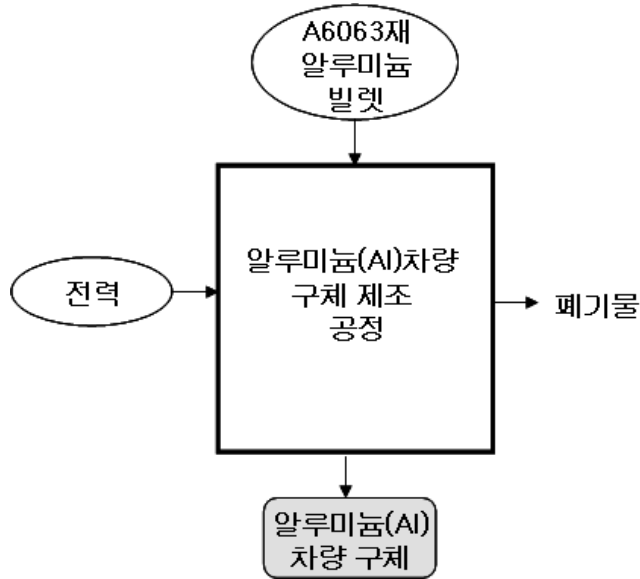 A6063재
알루미늄
빌렛
알루미늄(Al)차량
구체 제조
공정
전력
폐기물
알루미늄(Al)
차량 구체